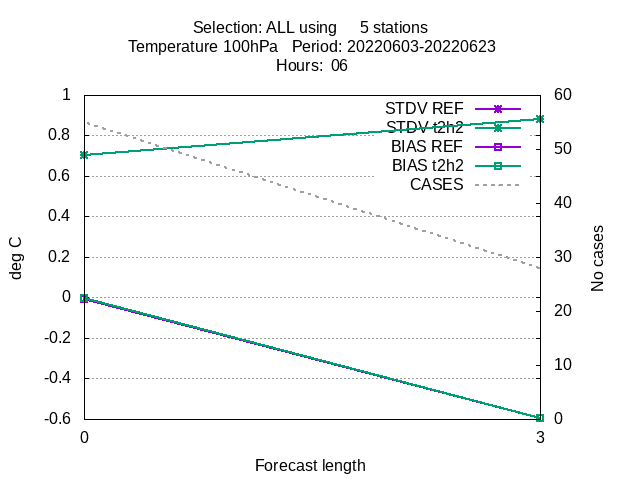 Selection: ALL using 5 stations
Temperature 100hPa Period: 20220603-20220623
Hours: 06
1
0.8
0.6
0.4
0.2
0
-0.2
-0.4
-0.6
60
50
40
30
20
10
0
STDV REF
STDV t2h2
BIAS REF
BIAS t2h2
CASES
deg C
No cases
0
3
Forecast length